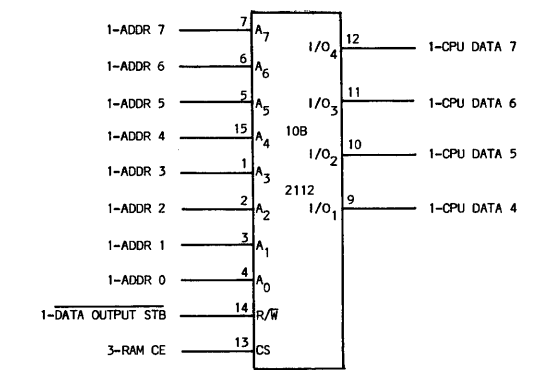 1-ADDR 7 7 A7
1-ADDR 6 6 A6
1-ADDR 5 5 A5
1-ADDR 4 15 A4
1-ADDR 3 1 A3
1-ADDR 2 2 A2
1-ADDR 1 3 A1
1-ADDR 0 4 A0
1-DATA OUTPUT STB 14 R/W
3-RAM CE 13 CS
10B
2112
I/O4 12 1-CPU DATA 7
I/O3 11 1-CPU DATA 6
I/O2 10 1-CPU DATA 5
I/O1 9 1-CPU DATA 4